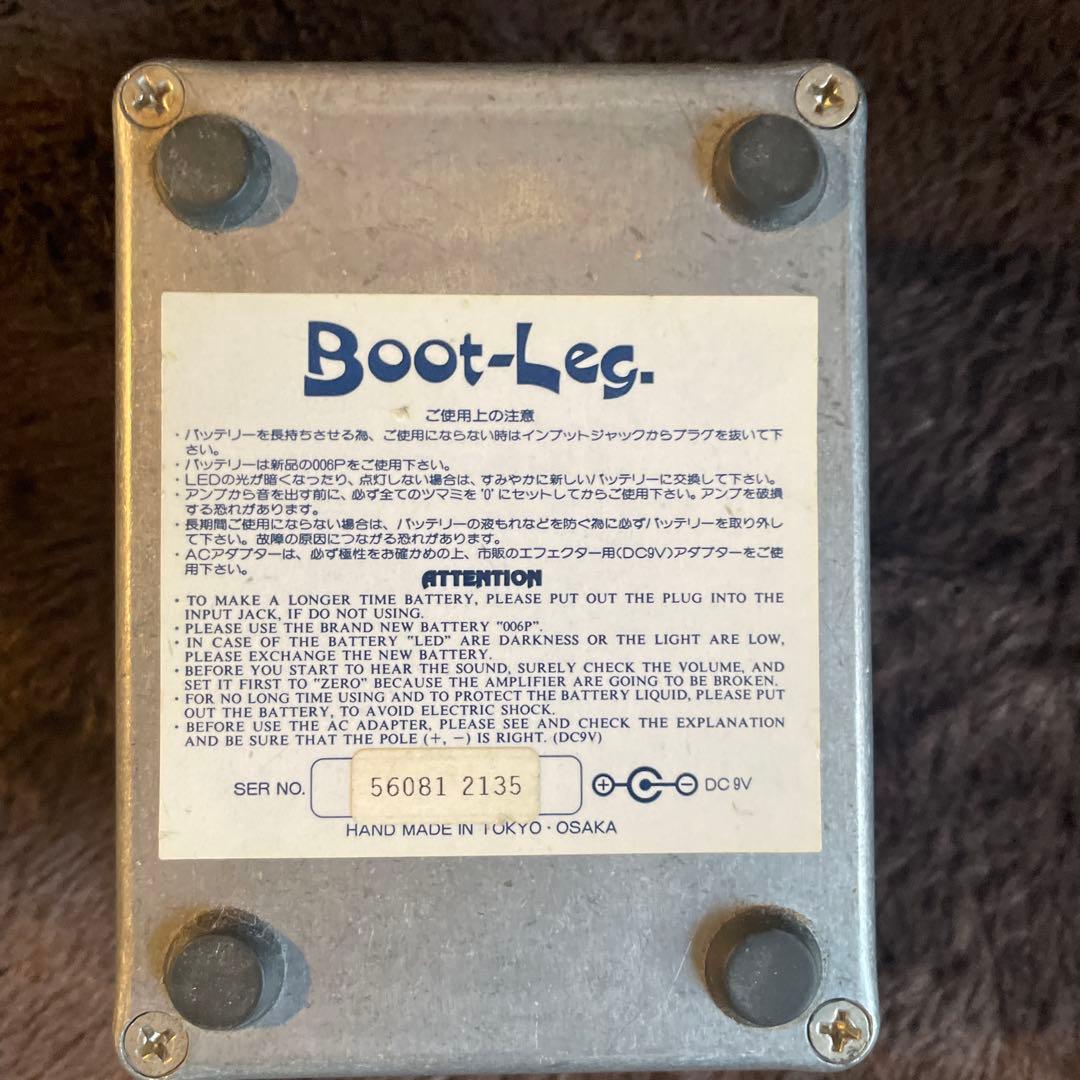 Boot-Leg.
ご使用上の注意
・バッテリーを長持ちさせる為、ご使用にならない時はインプットジャックからプラグを抜いて下
さい。
・バッテリーは新品の006Pをご使用下さい。
・LEDの光が暗くなったり、点灯しない場合は、すみやかに新しいバッテリーに交換して下さい。
・アンプから音を出す前に、必ず全てのツマミを'0'にセットしてからご使用下さい。アンプを破損
する恐れがあります。
・長期間ご使用にならない場合は、バッテリーの液もれなどを防ぐ為に必ずバッテリーを取り外し
て下さい。故障の原因につながる恐れがあります。
・ACアダプターは、必ず極性をお確かめの上、市販のエフェクター用(DC9V)アダプターをご使
用下さい。
ATTENTION
・TO MAKE A LONGER TIME BATTERY, PLEASE PUT OUT THE PLUG INTO THE
INPUT JACK, IF DO NOT USING.
・PLEASE USE THE BRAND NEW BATTERY "006P".
・IN CASE OF THE BATTERY "LED" ARE DARKNESS OR THE LIGHT ARE LOW,
PLEASE EXCHANGE THE NEW BATTERY.
・BEFORE YOU START TO HEAR THE SOUND, SURELY CHECK THE VOLUME, AND
SET IT FIRST TO "ZERO" BECAUSE THE AMPLIFIER ARE GOING TO BE BROKEN.
・FOR NO LONG TIME USING AND TO PROTECT THE BATTERY LIQUID, PLEASE PUT
OUT THE BATTERY, TO AVOID ELECTRIC SHOCK.
・BEFORE USE THE AC ADAPTER, PLEASE SEE AND CHECK THE EXPLANATION
AND BE SURE THAT THE POLE (+, −) IS RIGHT. (DC9V)
SER NO. 56081 2135 + − DC 9V
HAND MADE IN TOKYO・OSAKA